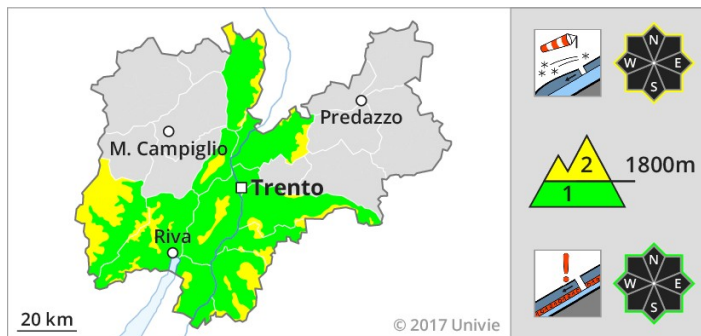 M. Campiglio
Predazzo
Trento
Riva
20 km
© 2017 Univie
N
W E
S
2 1800m
1
N
W E
S